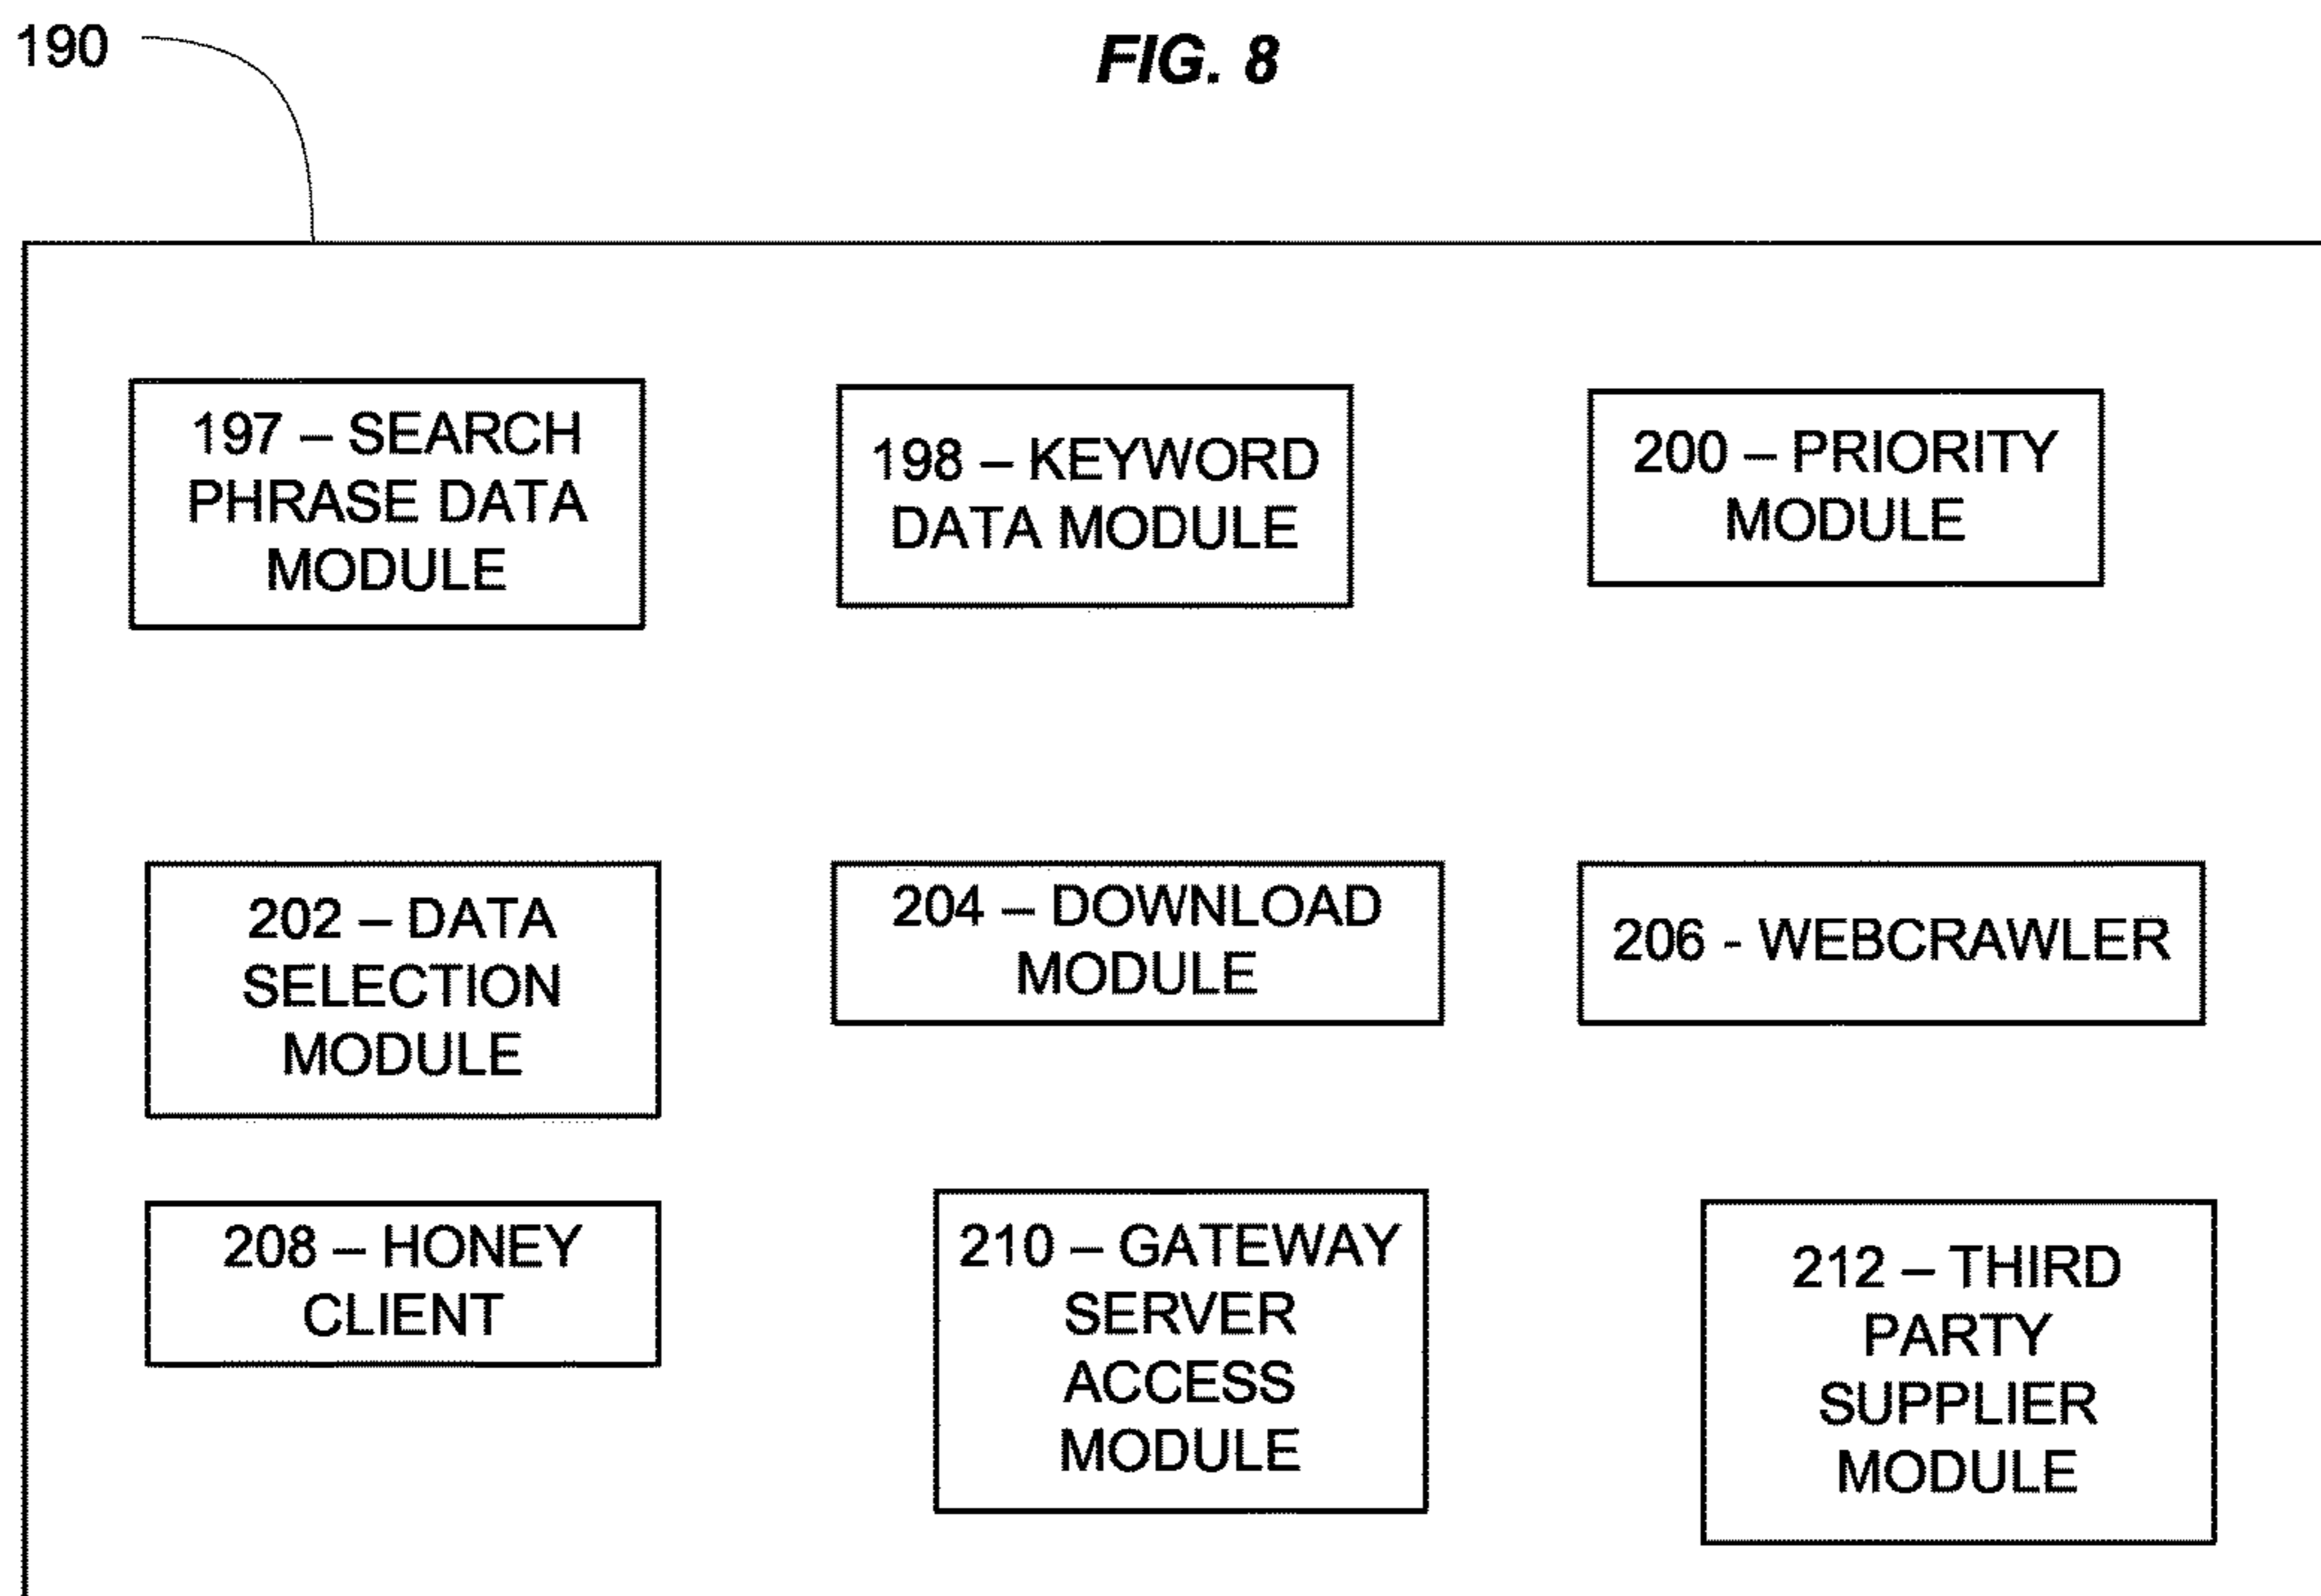 190
FIG. 8
197 – SEARCH
PHRASE DATA
MODULE
198 – KEYWORD
DATA MODULE
200 – PRIORITY
MODULE
202 – DATA
SELECTION
MODULE
204 – DOWNLOAD
MODULE
206 - WEBCRAWLER
208 – HONEY
CLIENT
210 – GATEWAY
SERVER
ACCESS
MODULE
212 – THIRD
PARTY
SUPPLIER
MODULE